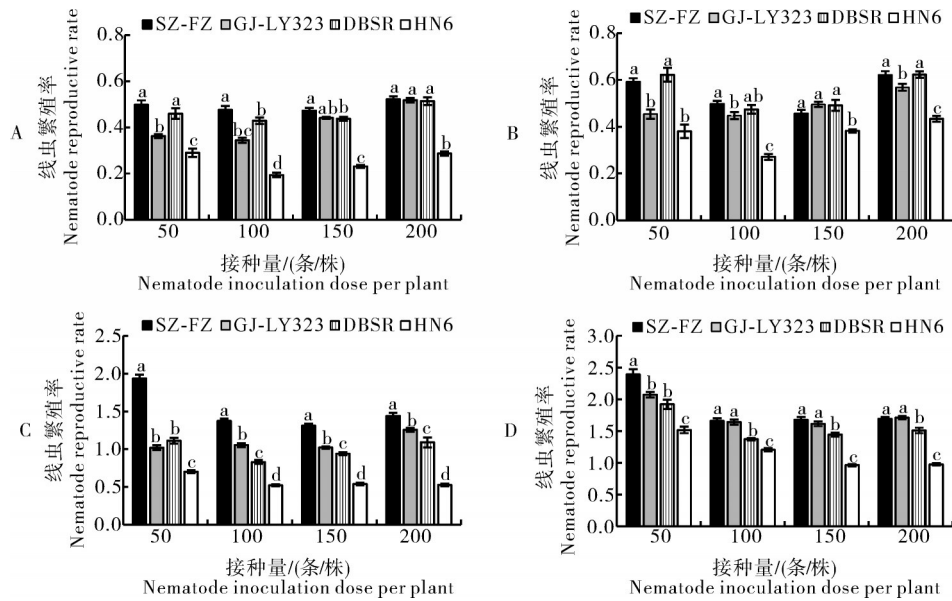 ■SZ-FZ ■GJ-LY323 ▥DBSR □HN6
0.8
0.6
0.4
0.2
0.0
a b a c
a bc b d
a ab b c
a a a b
50 100 150 200
A
线虫繁殖率
Nematode reproductive rate
接种量/(条/株)
Nematode inoculation dose per plant
■SZ-FZ ■GJ-LY323 ▥DBSR □HN6
0.8
0.6
0.4
0.2
0.0
a b a b
a b ab c
a a a b
a b a c
50 100 150 200
B
线虫繁殖率
Nematode reproductive rate
接种量/(条/株)
Nematode inoculation dose per plant
■SZ-FZ ■GJ-LY323 ▥DBSR □HN6
2.5
2.0
1.5
1.0
0.5
0.0
a b b c
a b c d
a b c d
a b c d
50 100 150 200
C
线虫繁殖率
Nematode reproductive rate
接种量/(条/株)
Nematode inoculation dose per plant
■SZ-FZ ■GJ-LY323 ▥DBSR □HN6
3.0
2.5
2.0
1.5
1.0
0.5
0.0
a b b c
a a b c
a a b c
a a b c
50 100 150 200
D
线虫繁殖率
Nematode reproductive rate
接种量/(条/株)
Nematode inoculation dose per plant